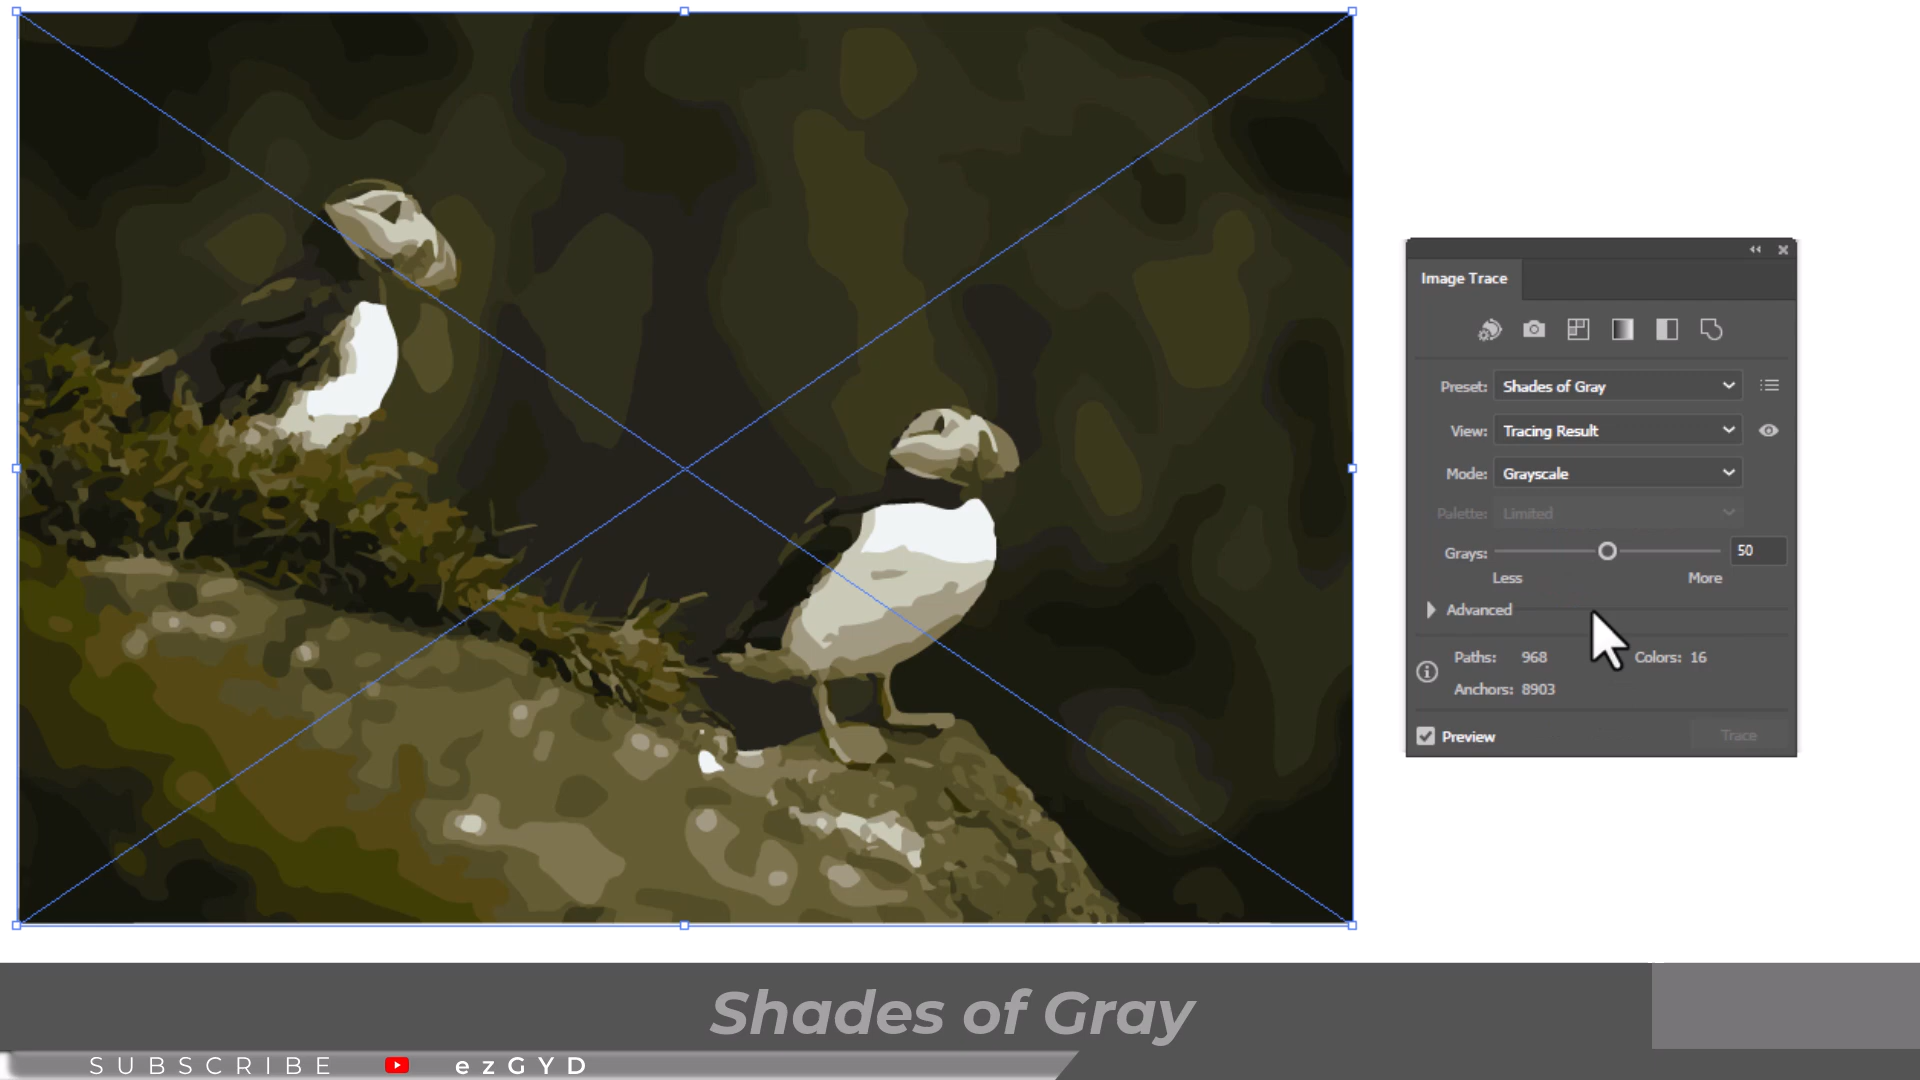 Image Trace
Preset: Shades of Gray
View: Tracing Result
Mode: Grayscale
Palette: Limited
Grays: 50
Less More
Advanced
Paths: 968 Colors: 16
Anchors: 8903
Preview Trace
Shades of Gray
SUBSCRIBE ezGYD